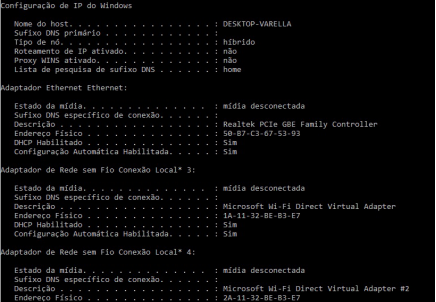 Configuração de IP do Windows
Nome do host. . . . . . . . . . . . . . . . : DESKTOP-VARELLA
Sufixo DNS primário . . . . . . . . . . . . :
Tipo de nó. . . . . . . . . . . . . . . . . : híbrido
Roteamento de IP ativado. . . . . . . . . . : não
Proxy WINS ativado. . . . . . . . . . . . . : não
Lista de pesquisa de sufixo DNS . . . . . . : home
Adaptador Ethernet Ethernet:
Estado da mídia. . . . . . . . . . . . . . : mídia desconectada
Sufixo DNS específico de conexão. . . . . . :
Descrição . . . . . . . . . . . . . . . . . : Realtek PCIe GBE Family Controller
Endereço Físico . . . . . . . . . . . . . . : 50-B7-C3-67-53-93
DHCP Habilitado . . . . . . . . . . . . . . : Sim
Configuração Automática Habilitada. . . . . : Sim
Adaptador de Rede sem Fio Conexão Local* 3:
Estado da mídia. . . . . . . . . . . . . . : mídia desconectada
Sufixo DNS específico de conexão. . . . . . :
Descrição . . . . . . . . . . . . . . . . . : Microsoft Wi-Fi Direct Virtual Adapter
Endereço Físico . . . . . . . . . . . . . . : 1A-11-32-BE-B3-E7
DHCP Habilitado . . . . . . . . . . . . . . : Sim
Configuração Automática Habilitada. . . . . : Sim
Adaptador de Rede sem Fio Conexão Local* 4:
Estado da mídia. . . . . . . . . . . . . . : mídia desconectada
Sufixo DNS específico de conexão. . . . . . :
Descrição . . . . . . . . . . . . . . . . . : Microsoft Wi-Fi Direct Virtual Adapter #2
Endereço Físico . . . . . . . . . . . . . . : 2A-11-32-BE-B3-E7